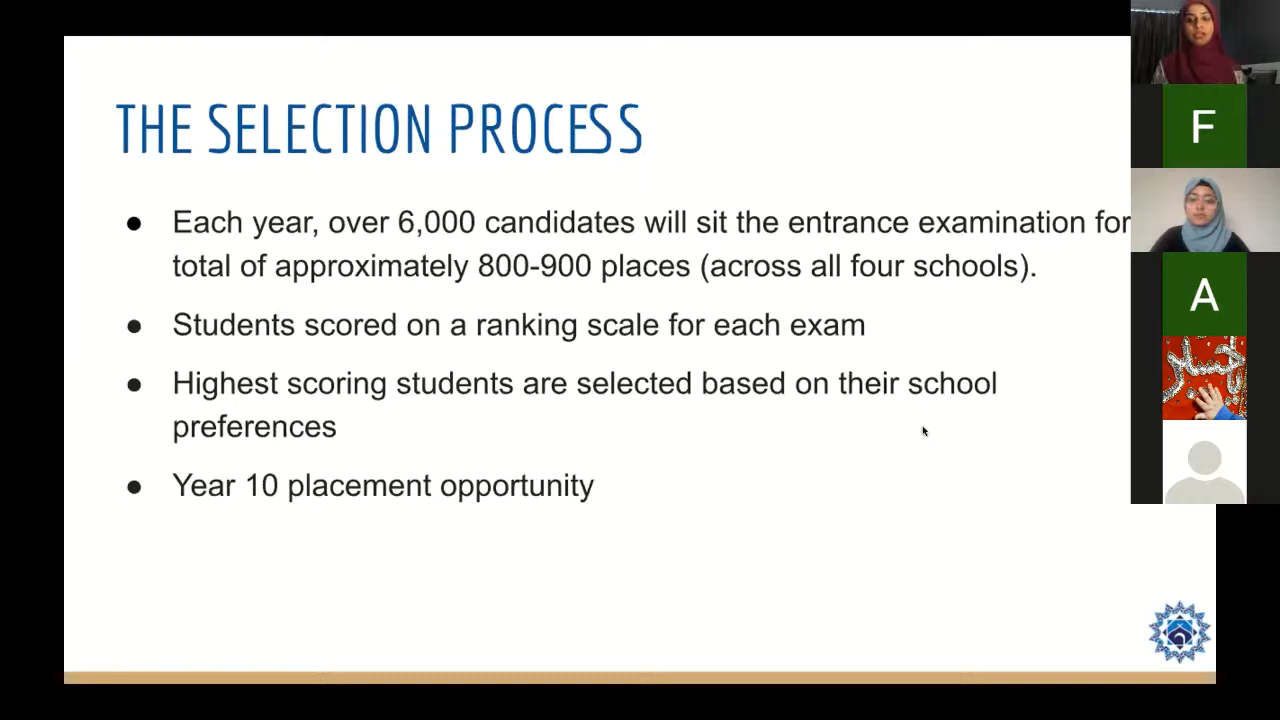 THE SELECTION PROCESS
● Each year, over 6,000 candidates will sit the entrance examination for
total of approximately 800-900 places (across all four schools).
● Students scored on a ranking scale for each exam
● Highest scoring students are selected based on their school
preferences
● Year 10 placement opportunity
F
A